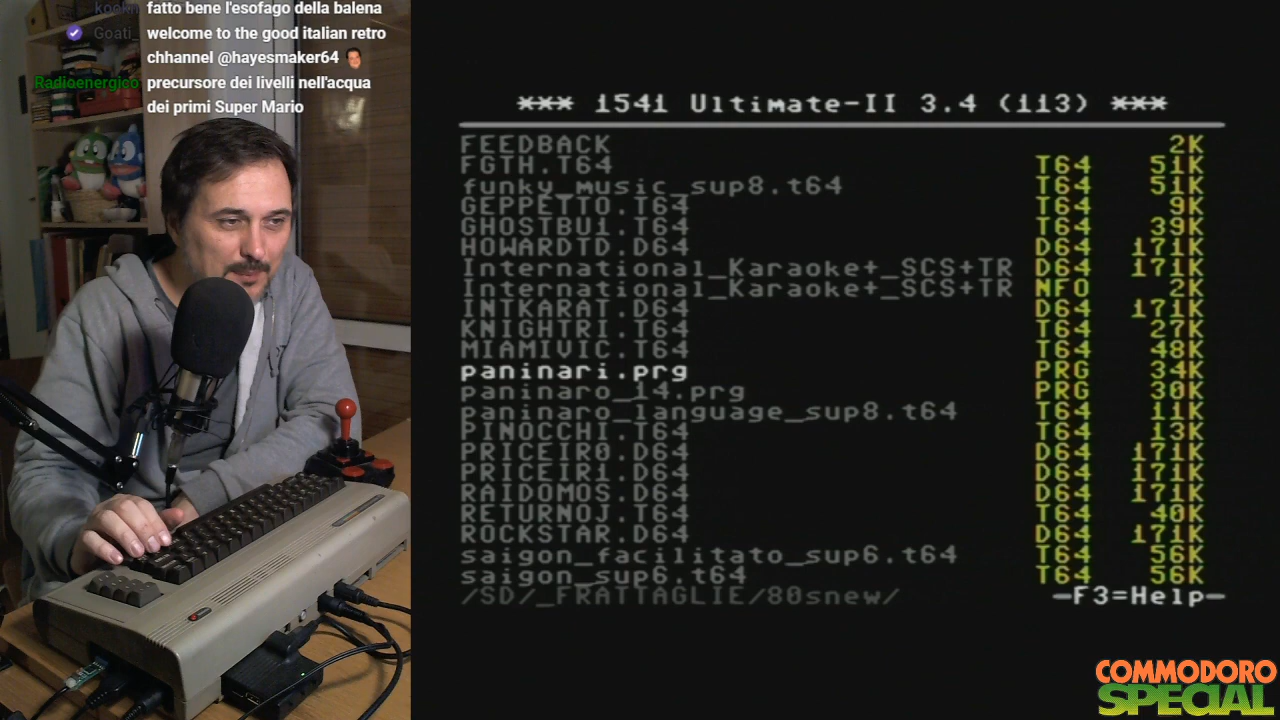 kookn fatto bene l'esofago della balena
Goati_ welcome to the good italian retro
chhannel @hayesmaker64
Radioenergico precursore dei livelli nell'acqua
dei primi Super Mario
*** 1541 Ultimate-II 3.4 (113) ***
FEEDBACK 2K
FGTH.T64 T64 51K
funky_music_sup8.t64 T64 51K
GEPPETTO.T64 T64 9K
GHOSTBU1.T64 T64 39K
HOWARDTD.D64 D64 171K
International_Karaoke+_SCS+TR D64 171K
International_Karaoke+_SCS+TR NFO 2K
INTKARAT.D64 D64 171K
KNIGHTRI.T64 T64 27K
MIAMIVIC.T64 T64 48K
paninari.prg PRG 34K
paninaro_14.prg PRG 30K
paninaro_language_sup8.t64 T64 11K
PINOCCHI.T64 T64 13K
PRICEIR0.D64 D64 171K
PRICEIR1.D64 D64 171K
RAIDOMOS.D64 D64 171K
RETURNOJ.T64 T64 40K
ROCKSTAR.D64 D64 171K
saigon_facilitato_sup6.t64 T64 56K
saigon_sup6.t64 T64 56K
/SD/_FRATTAGLIE/80snew/ F3=Help
COMMODORO
SPECIAL